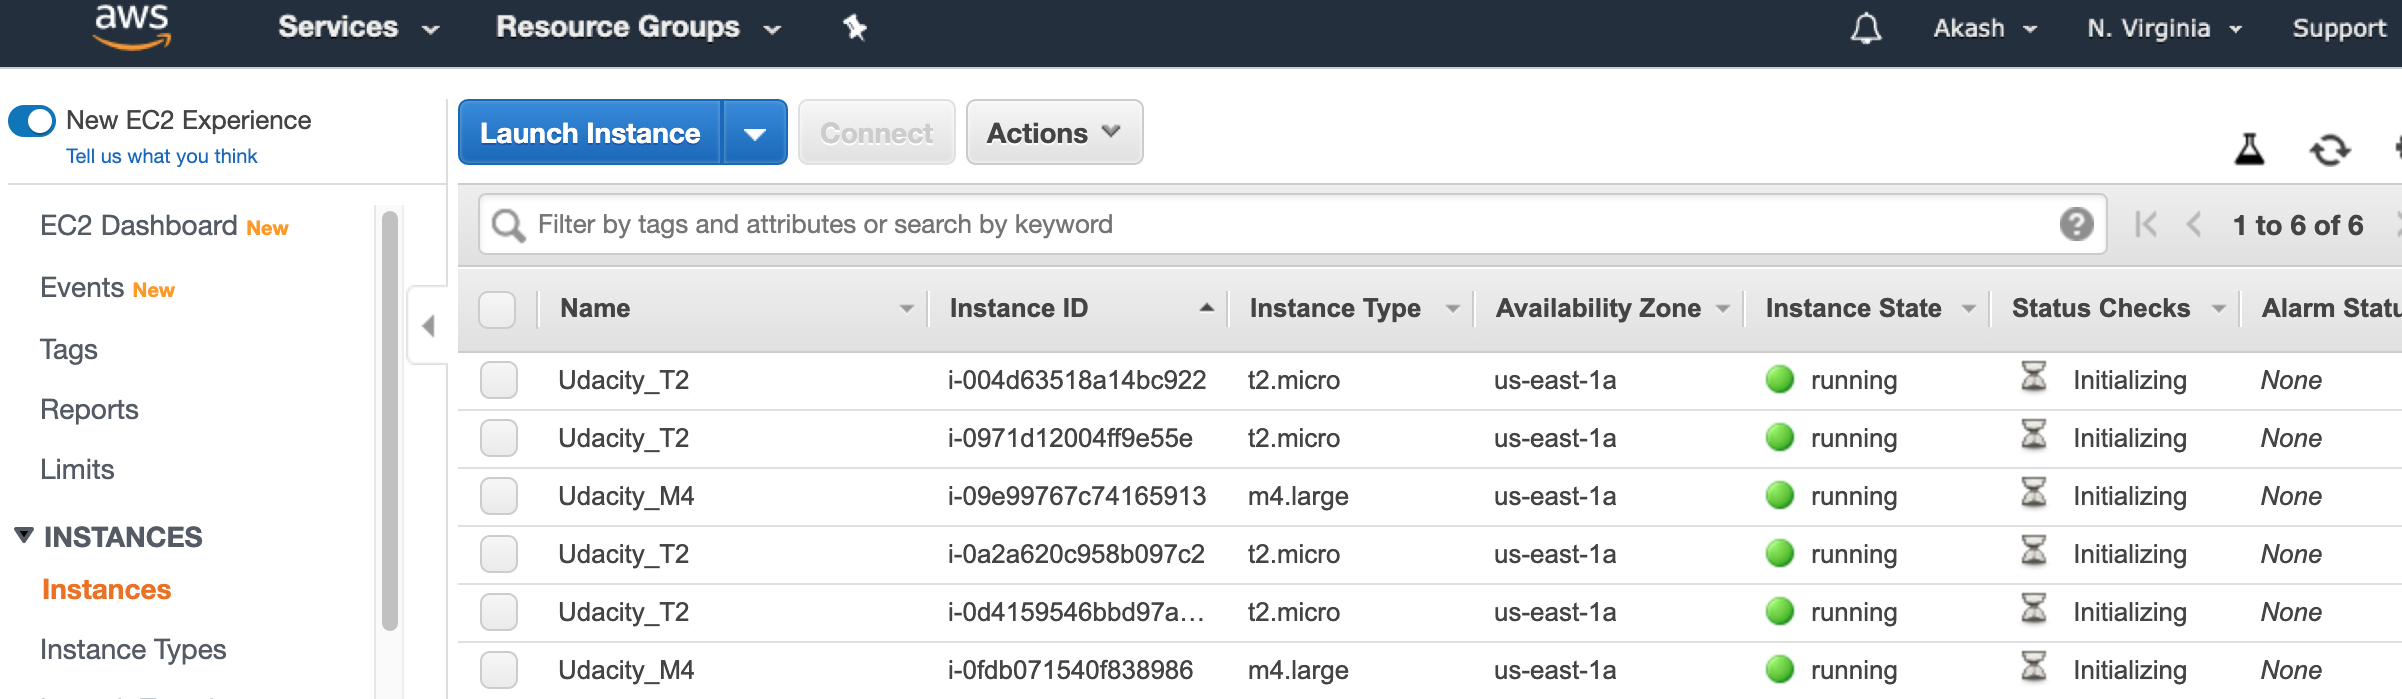 aws Services Resource Groups Akash N. Virginia Support
New EC2 Experience
Tell us what you think
Launch Instance Connect Actions
EC2 Dashboard New
Events New
Tags
Reports
Limits
INSTANCES
Instances
Instance Types
Filter by tags and attributes or search by keyword ? 1 to 6 of 6
Name Instance ID Instance Type Availability Zone Instance State Status Checks Alarm Statu
Udacity_T2 i-004d63518a14bc922 t2.micro us-east-1a running Initializing None
Udacity_T2 i-0971d12004ff9e55e t2.micro us-east-1a running Initializing None
Udacity_M4 i-09e99767c74165913 m4.large us-east-1a running Initializing None
Udacity_T2 i-0a2a620c958b097c2 t2.micro us-east-1a running Initializing None
Udacity_T2 i-0d4159546bbd97a... t2.micro us-east-1a running Initializing None
Udacity_M4 i-0fdb071540f838986 m4.large us-east-1a running Initializing None